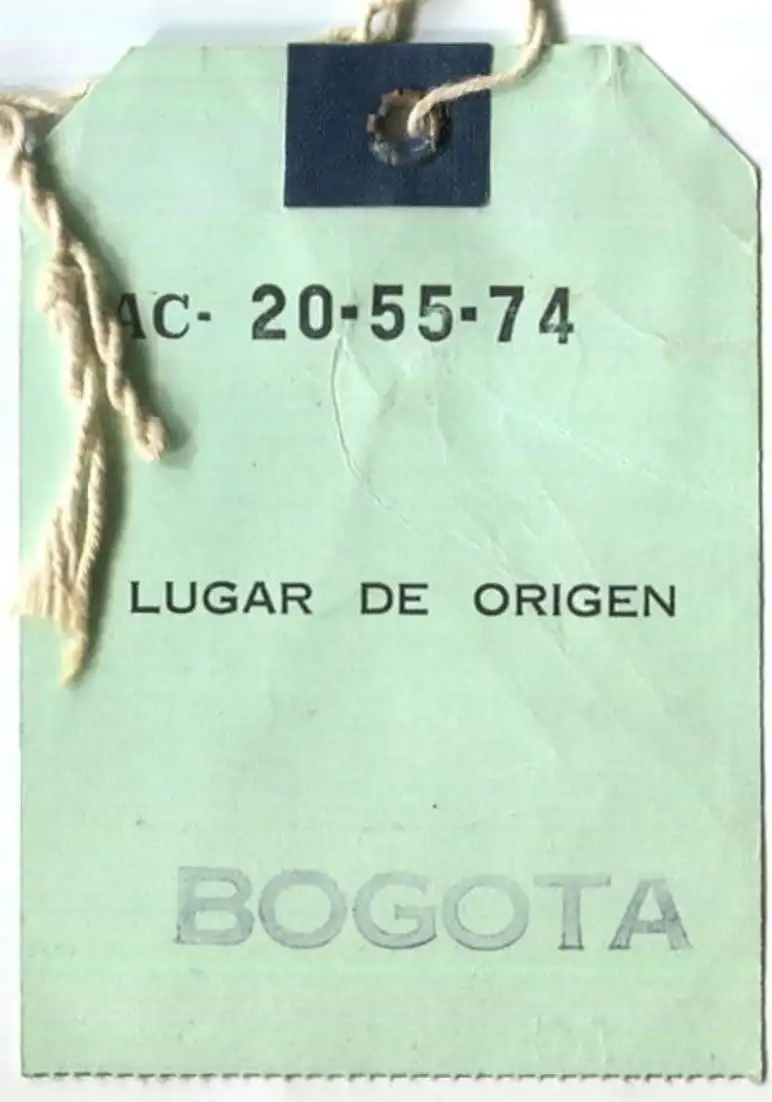 AC- 20-55-74
LUGAR DE ORIGEN
BOGOTA